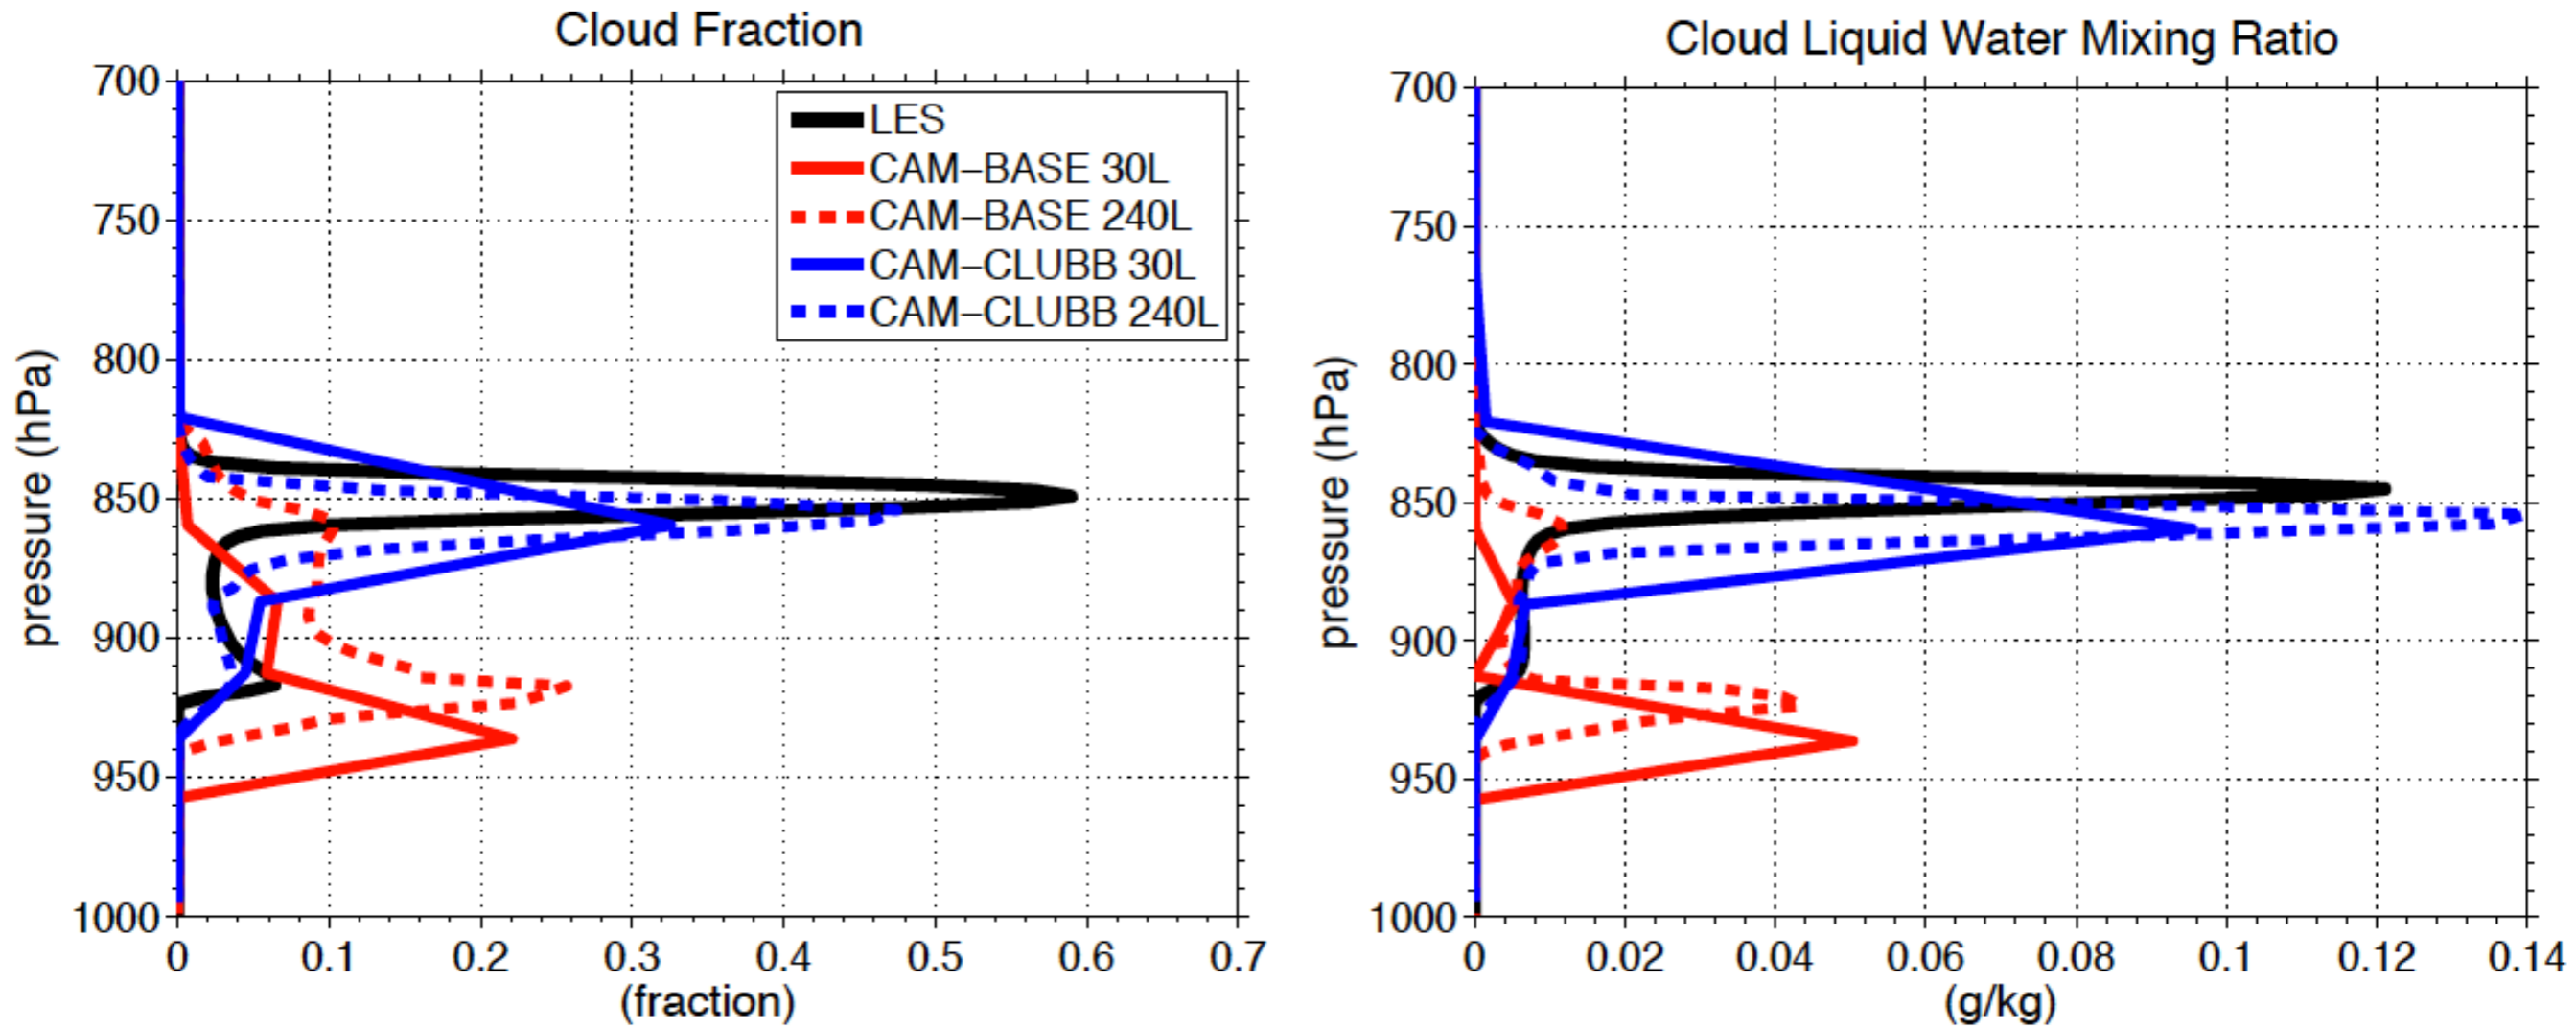 Cloud Fraction
700
750
800
850
900
950
1000
pressure (hPa)
LES
CAM–BASE 30L
CAM–BASE 240L
CAM–CLUBB 30L
CAM–CLUBB 240L
0 0.1 0.2 0.3 0.4 0.5 0.6 0.7
(fraction)
Cloud Liquid Water Mixing Ratio
700
750
800
850
900
950
1000
pressure (hPa)
0 0.02 0.04 0.06 0.08 0.1 0.12 0.14
(g/kg)